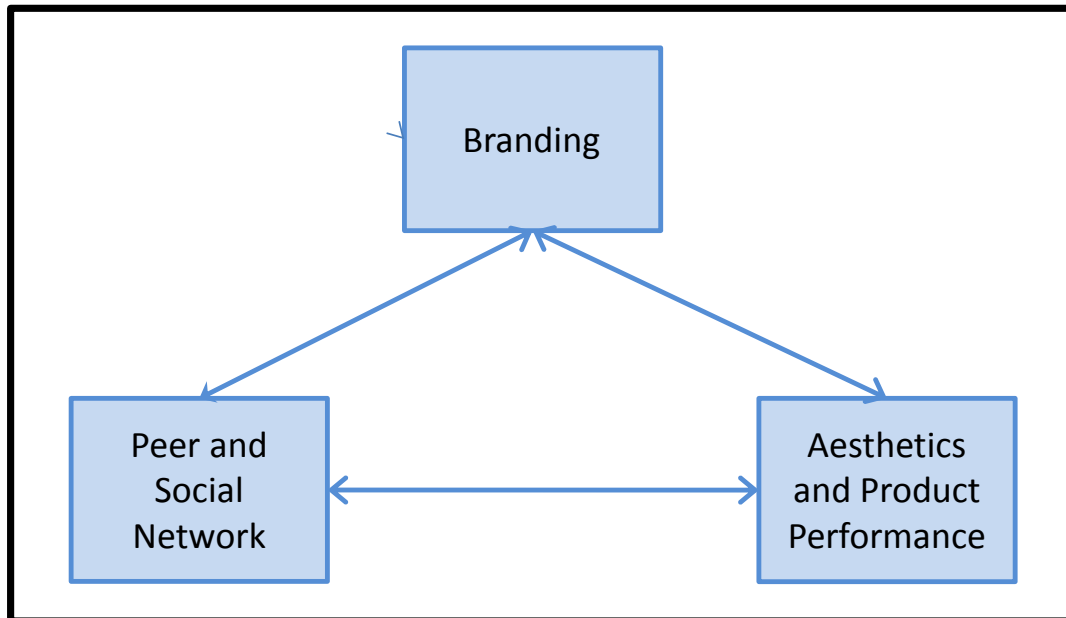 Branding
Peer and
Social
Network
Aesthetics
and Product
Performance